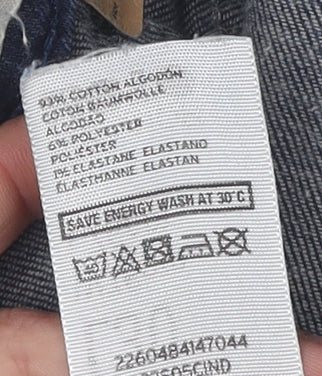 93% COTTON ALGODÓN
COTON BAUMWOLLE
ALGODÃO
6% POLYESTER
POLIÉSTER
1% ELASTANE ELASTANO
ÉLASTHANNE ELASTAN
SAVE ENERGY WASH AT 30°C
2260484147044